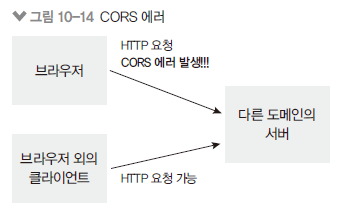 그림 10-14 CORS 에러
HTTP 요청
CORS 에러 발생!!!
브라우저
다른 도메인의
서버
브라우저 외의
클라이언트
HTTP 요청 가능